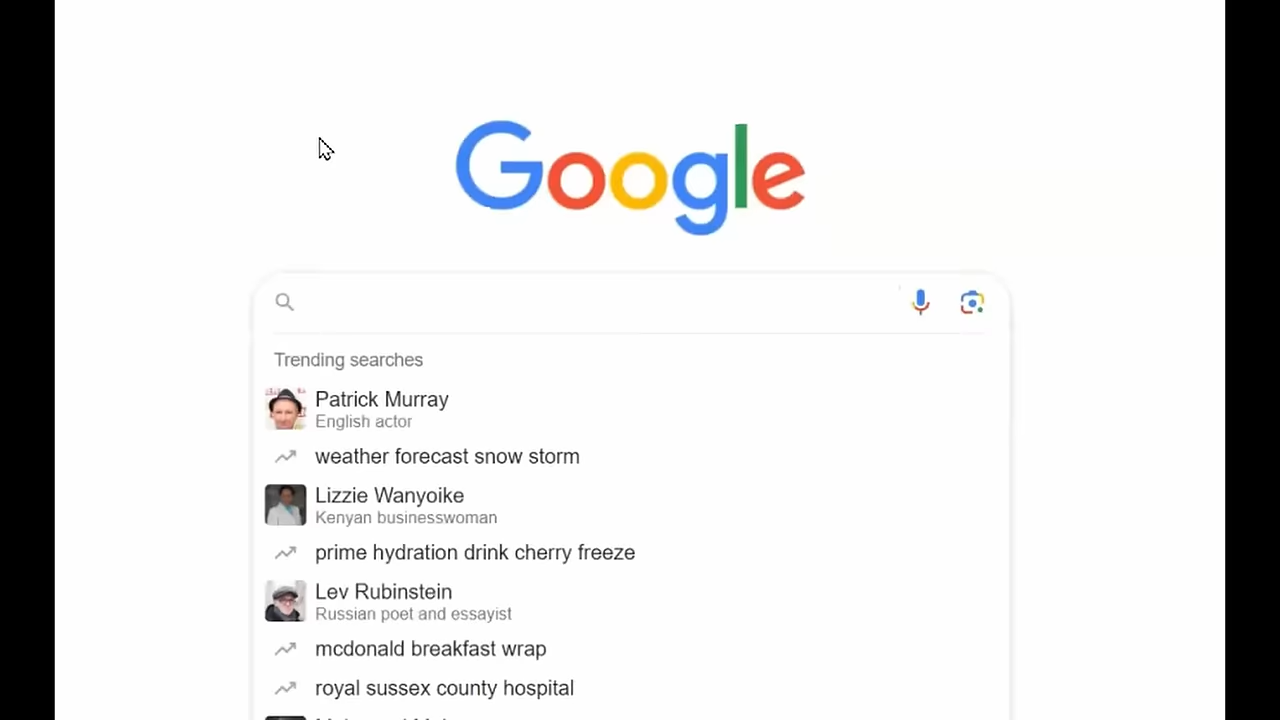 Google
Trending searches
Patrick Murray
English actor
weather forecast snow storm
Lizzie Wanyoike
Kenyan businesswoman
prime hydration drink cherry freeze
Lev Rubinstein
Russian poet and essayist
mcdonald breakfast wrap
royal sussex county hospital